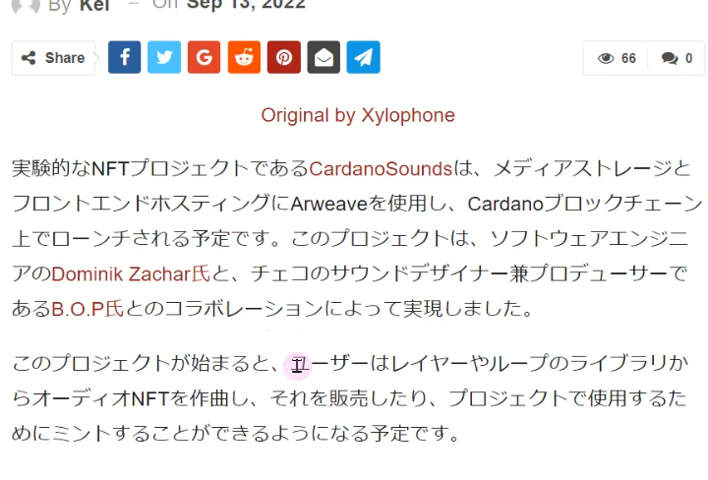 By Kei – On Sep 13, 2022
Share
66
0
Original by Xylophone
実験的なNFTプロジェクトであるCardanoSoundsは、メディアストレージと
フロントエンドホスティングにArweaveを使用し、Cardanoブロックチェーン
上でローンチされる予定です。このプロジェクトは、ソフトウェアエンジニ
アのDominik Zachar氏と、チェコのサウンドデザイナー兼プロデューサーで
あるB.O.P氏とのコラボレーションによって実現しました。
このプロジェクトが始まると、ユーザーはレイヤーやループのライブラリか
らオーディオNFTを作曲し、それを販売したり、プロジェクトで使用するた
めにミントすることができるようになる予定です。